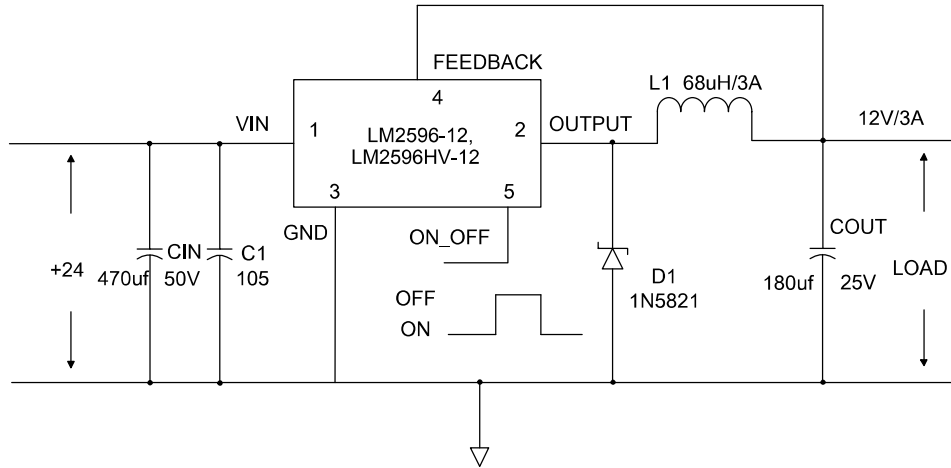 FEEDBACK
L1 68uH/3A
4
VIN
1
LM2596-12,
LM2596HV-12
2
OUTPUT
12V/3A
3
5
GND
ON_OFF
COUT
+24
CIN
470uf 50V
C1
105
D1
1N5821
180uf 25V
LOAD
OFF
ON